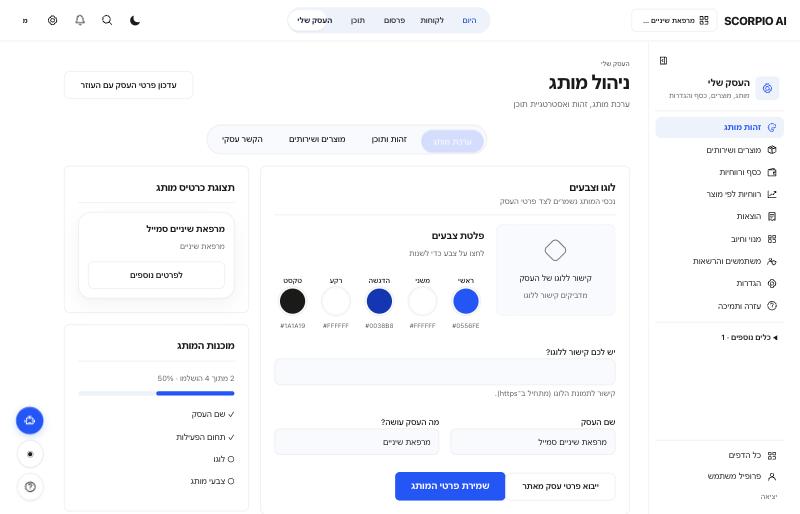 SCORPIO AI
מרפאת שיניים ...
היום
לקוחות
פרסום
תוכן
העסק שלי
מ
העסק שלי
מותג, מוצרים, כסף והגדרות
זהות מותג
מוצרים ושירותים
כסף ורווחיות
רווחיות לפי מוצר
הוצאות
מנוי וחיוב
משתמשים והרשאות
הגדרות
עזרה ותמיכה
כלים נוספים · 1
כל הדפים
פרופיל משתמש
יציאה
העסק שלי
ניהול מותג
ערכת מותג, זהות ואסטרטגיית תוכן
עדכון פרטי העסק עם העוזר
ערכת מותג
זהות ותוכן
מוצרים ושירותים
הקשר עסקי
לוגו וצבעים
נכסי המותג נשמרים לצד פרטי העסק
קישור ללוגו של העסק
מדביקים קישור ללוגו
פלטת צבעים
לחצו על צבע כדי לשנות
ראשי
משני
הדגשה
רקע
טקסט
#0556FE
#FFFFFF
#0036B8
#FFFFFF
#1A1A19
יש לכם קישור ללוגו?
קישור לתמונת הלוגו (מתחיל ב־https).
שם העסק
מרפאת שיניים סמייל
מה העסק עושה?
מרפאת שיניים
ייבוא פרטי עסק מאתר
שמירת פרטי המותג
תצוגת כרטיס מותג
מרפאת שיניים סמייל
מרפאת שיניים
לפרטים נוספים
מוכנות המותג
2 מתוך 4 הושלמו · 50%
✓ שם העסק
✓ תחום הפעילות
○ לוגו
○ צבעי מותג